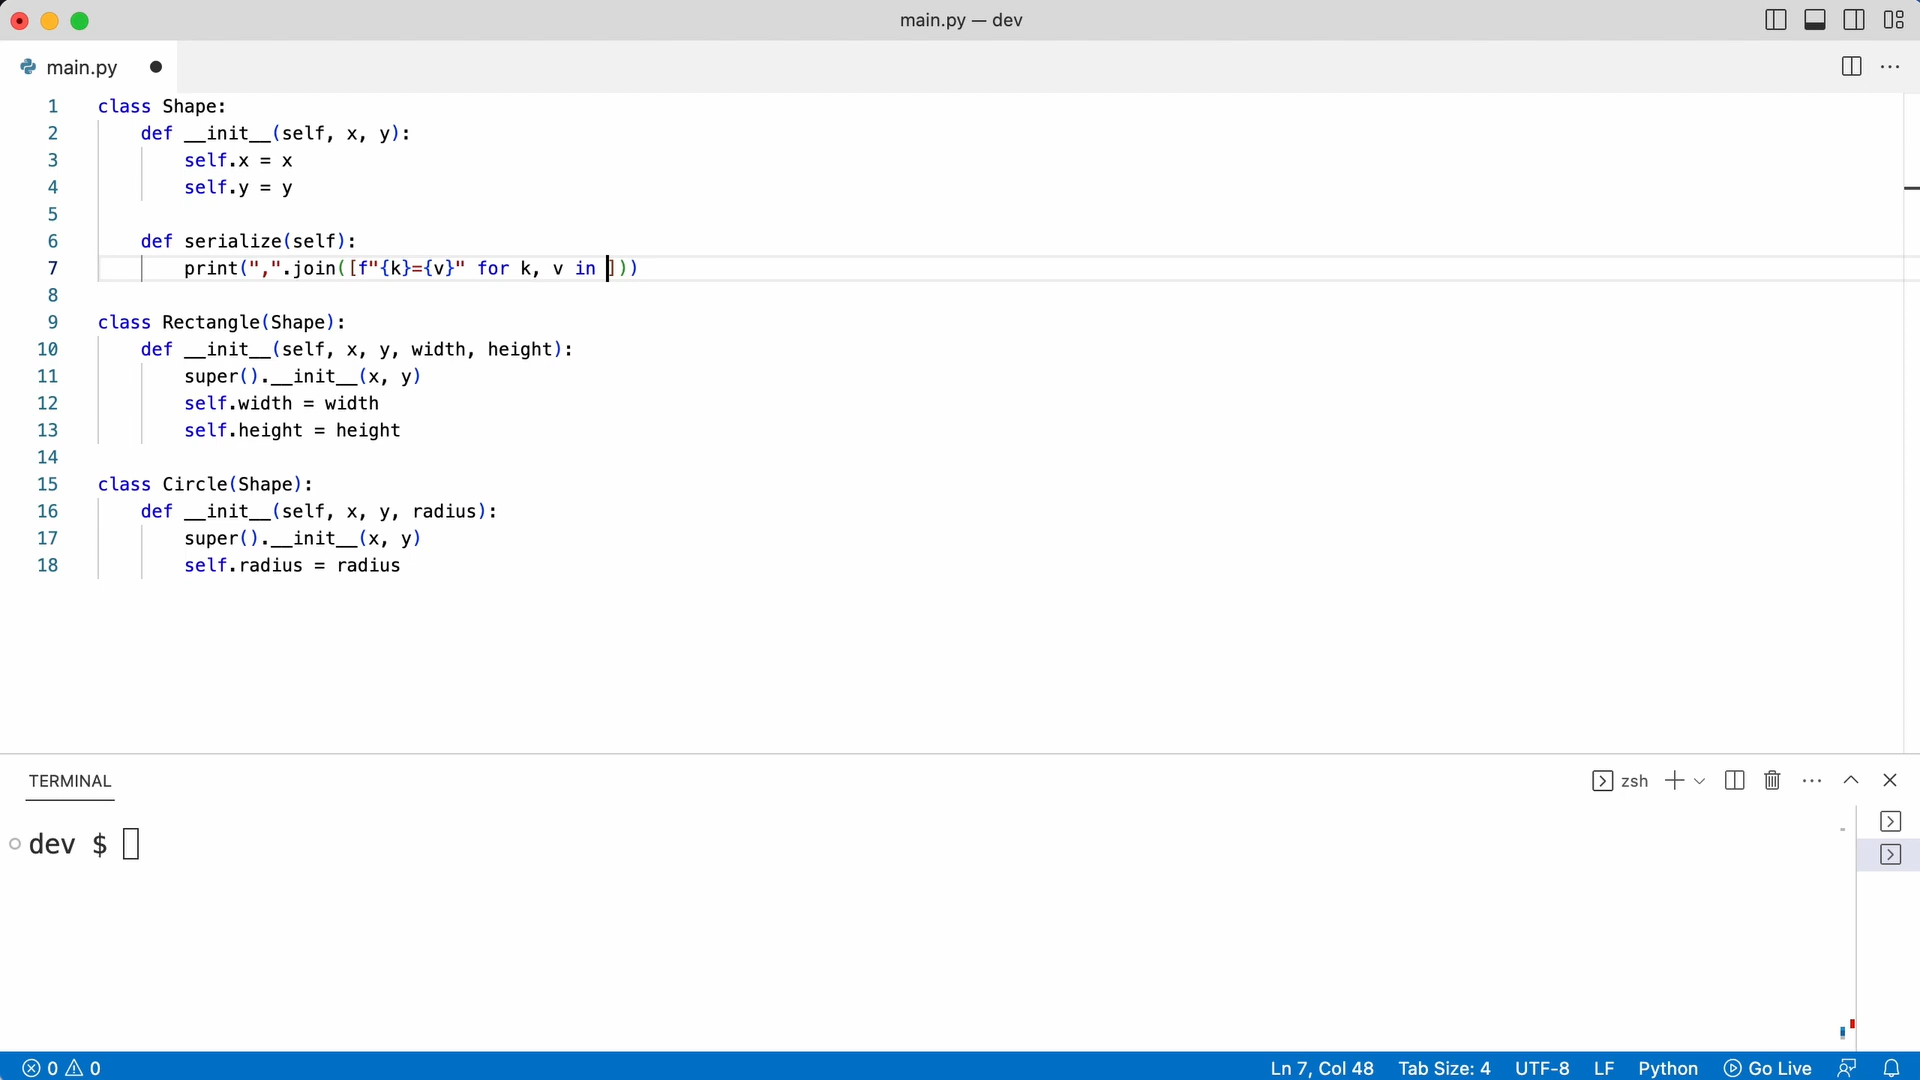 main.py — dev
main.py
1 class Shape:
2 def __init__(self, x, y):
3 self.x = x
4 self.y = y
5
6 def serialize(self):
7 print(",".join([f"{k}={v}" for k, v in ]))
8
9 class Rectangle(Shape):
10 def __init__(self, x, y, width, height):
11 super().__init__(x, y)
12 self.width = width
13 self.height = height
14
15 class Circle(Shape):
16 def __init__(self, x, y, radius):
17 super().__init__(x, y)
18 self.radius = radius
TERMINAL
zsh
dev $
0 0
Ln 7, Col 48 Tab Size: 4 UTF-8 LF Python Go Live